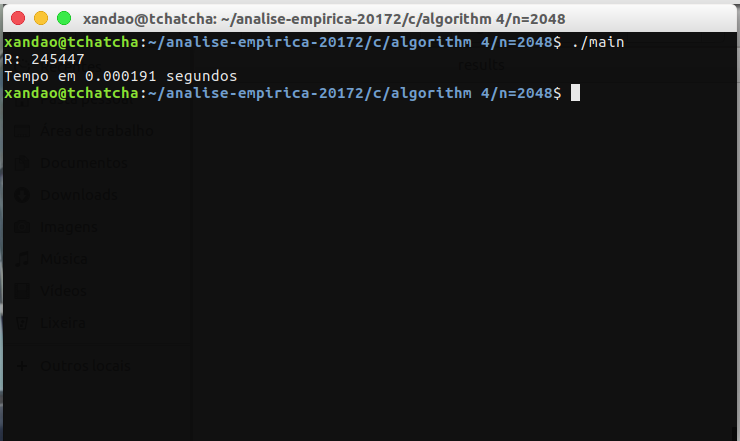 xandao@tchatcha: ~/analise-empirica-20172/c/algorithm 4/n=2048
xandao@tchatcha:~/analise-empirica-20172/c/algorithm 4/n=2048$ ./main
R: 245447
results
Tempo em 0.000191 segundos
xandao@tchatcha:~/analise-empirica-20172/c/algorithm 4/n=2048$
Área de trabalho
Documentos
Downloads
Imagens
Música
Vídeos
Lixeira
+ Outros locais